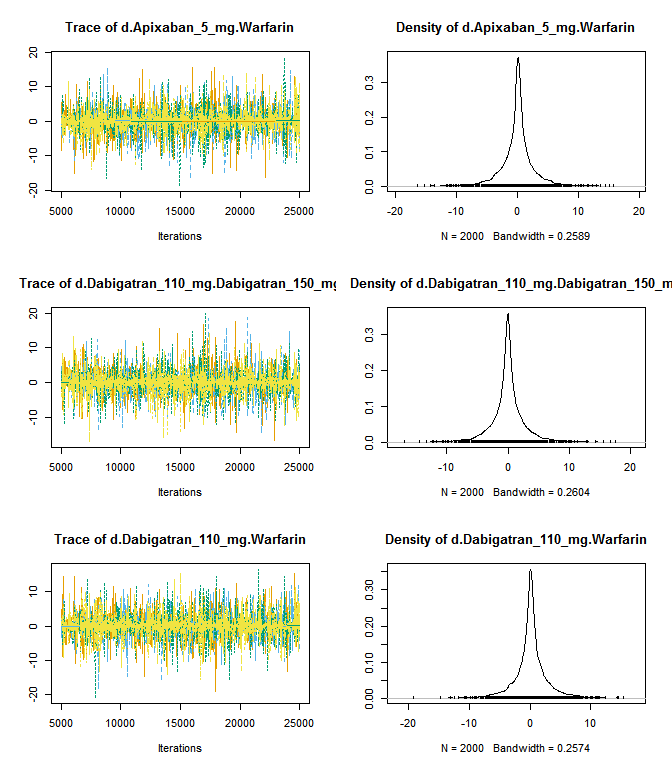 Trace of d.Apixaban_5_mg.Warfarin
20
10
0
-10
-20
5000 10000 15000 20000 25000
Iterations
Density of d.Apixaban_5_mg.Warfarin
0.3
0.2
0.1
0.0
-20 -10 0 10 20
N = 2000 Bandwidth = 0.2589
Trace of d.Dabigatran_110_mg.Dabigatran_150_mg
20
10
0
-10
5000 10000 15000 20000 25000
Iterations
Density of d.Dabigatran_110_mg.Dabigatran_150_m
0.3
0.2
0.1
0.0
-10 0 10 20
N = 2000 Bandwidth = 0.2604
Trace of d.Dabigatran_110_mg.Warfarin
10
0
-10
-20
5000 10000 15000 20000 25000
Iterations
Density of d.Dabigatran_110_mg.Warfarin
0.30
0.20
0.10
0.00
-20 -10 0 10
N = 2000 Bandwidth = 0.2574